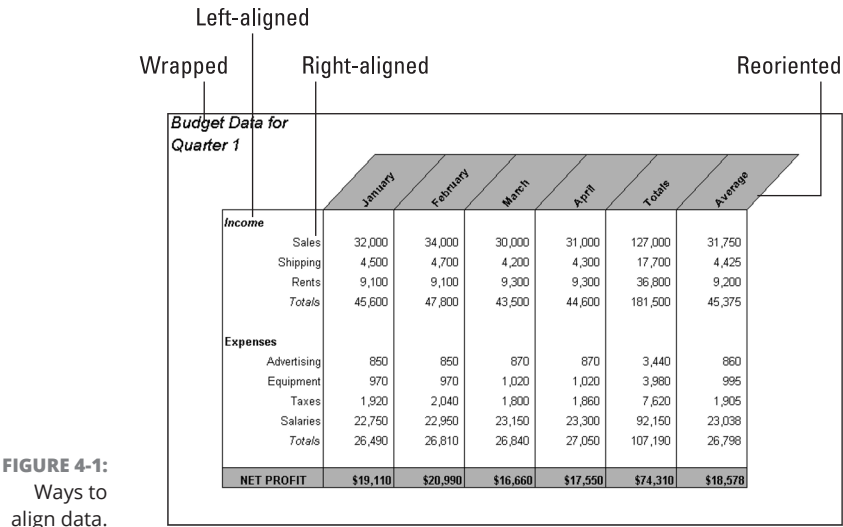 Left-aligned
Wrapped Right-aligned Reoriented
Budget Data for
Quarter 1
January February March April Totals Average
Income
Sales 32,000 34,000 30,000 31,000 127,000 31,750
Shipping 4,500 4,700 4,200 4,300 17,700 4,425
Rents 9,100 9,100 9,300 9,300 36,800 9,200
Totals 45,600 47,800 43,500 44,600 181,500 45,375
Expenses
Advertising 850 850 870 870 3,440 860
Equipment 970 970 1,020 1,020 3,980 995
Taxes 1,920 2,040 1,800 1,860 7,620 1,905
Salaries 22,750 22,950 23,150 23,300 92,150 23,038
Totals 26,490 26,810 26,840 27,050 107,190 26,798
NET PROFIT $19,110 $20,990 $16,660 $17,550 $74,310 $18,578
FIGURE 4-1:
Ways to
align data.